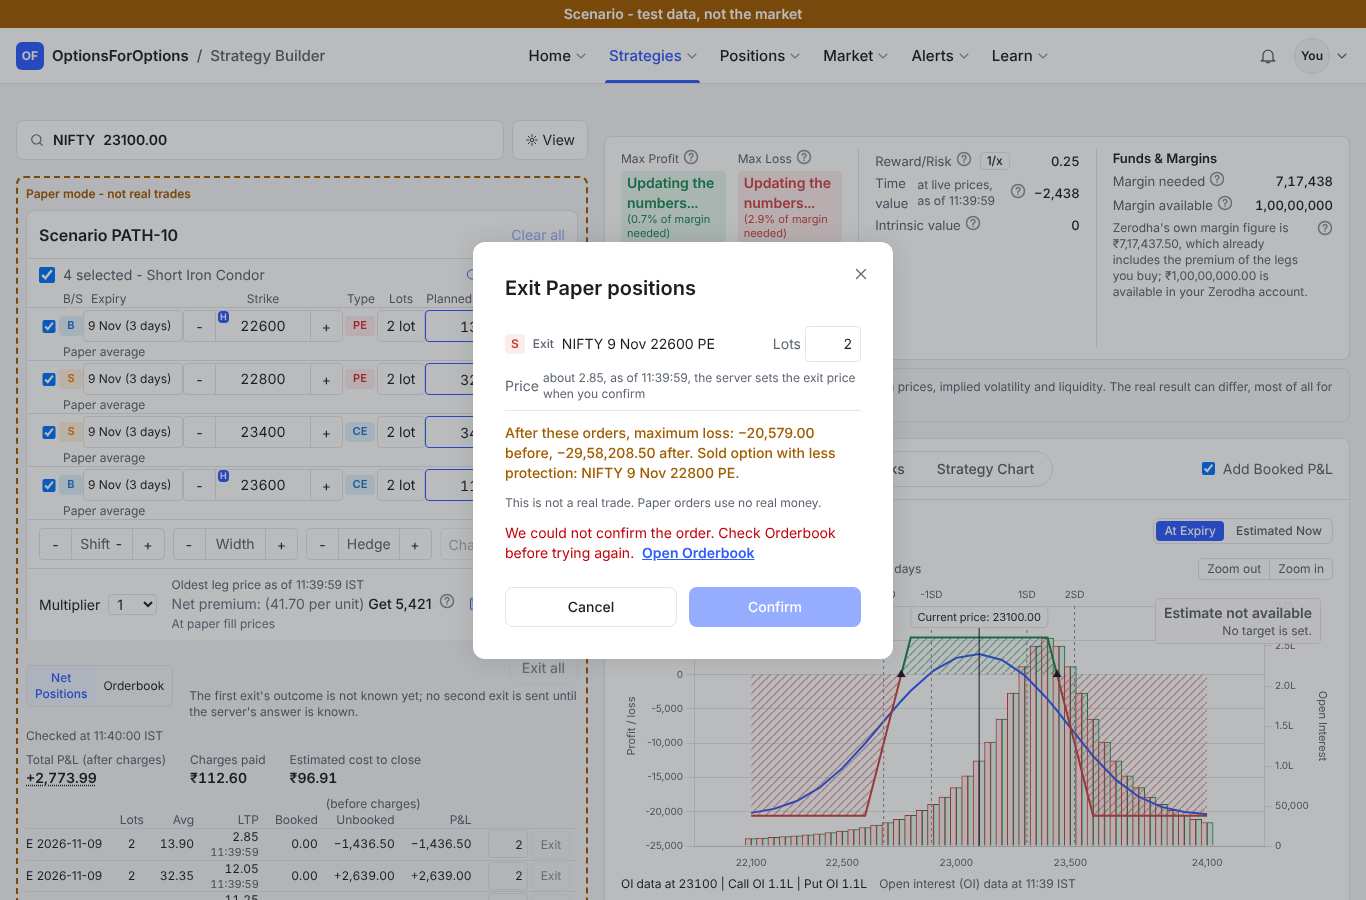 Scenario - test data, not the market
OF OptionsForOptions / Strategy Builder
Home Strategies Positions Market Alerts Learn You
NIFTY 23100.00
View
Paper mode - not real trades
Scenario PATH-10
Clear all
4 selected - Short Iron Condor
B/S Expiry Strike Type Lots Planned
B 9 Nov (3 days) - H 22600 + PE 2 lot
Paper average
S 9 Nov (3 days) - 22800 + PE 2 lot
Paper average
S 9 Nov (3 days) - 23400 + CE 2 lot
Paper average
B 9 Nov (3 days) - H 23600 + CE 2 lot
Paper average
- Shift - + - Width + - Hedge +
Multiplier 1
Oldest leg price as of 11:39:59 IST
Net premium: (41.70 per unit) Get 5,421
At paper fill prices
Exit all
Net Positions
Orderbook
The first exit's outcome is not known yet; no second exit is sent until
the server's answer is known.
Checked at 11:40:00 IST
Total P&L (after charges) Charges paid Estimated cost to close
+2,773.99 ₹112.60 ₹96.91
(before charges)
Lots Avg LTP Booked Unbooked P&L
E 2026-11-09 2 13.90 2.85 0.00 −1,436.50 −1,436.50 2 Exit
11:39:59
E 2026-11-09 2 32.35 12.05 0.00 +2,639.00 +2,639.00 2 Exit
11:39:59
Max Profit
Updating the
numbers...
(0.7% of margin
needed)
Max Loss
Updating the
numbers...
(2.9% of margin
needed)
Reward/Risk 1/x 0.25
Time value at live prices, as of 11:39:59 −2,438
Intrinsic value 0
Funds & Margins
Margin needed 7,17,438
Margin available 1,00,00,000
Zerodha's own margin figure is
₹7,17,437.50, which already
includes the premium of the legs
you buy; ₹1,00,00,000.00 is
available in your Zerodha account.
prices, implied volatility and liquidity. The real result can differ, most of all for
Strategy Chart
Add Booked P&L
At Expiry Estimated Now
days
Zoom out Zoom in
-1SD 1SD 2SD
Current price: 23100.00
Estimate not available
No target is set.
Profit / loss
0
-5,000
-10,000
-15,000
-20,000
-25,000
2.5L
2.0L
1.5L
1.0L
50,000
0
Open Interest
22,100 22,500 23,000 23,500 24,100
OI data at 23100 | Call OI 1.1L | Put OI 1.1L Open interest (OI) data at 11:39 IST
Exit Paper positions
S Exit NIFTY 9 Nov 22600 PE Lots 2
Price about 2.85, as of 11:39:59, the server sets the exit price
when you confirm
After these orders, maximum loss: −20,579.00
before, −29,58,208.50 after. Sold option with less
protection: NIFTY 9 Nov 22800 PE.
This is not a real trade. Paper orders use no real money.
We could not confirm the order. Check Orderbook
before trying again. Open Orderbook
Cancel Confirm